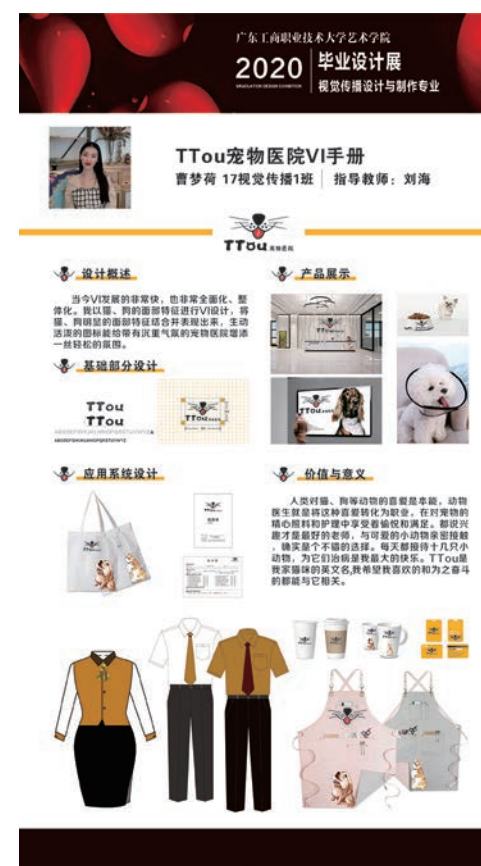 广东工商职业技术大学艺术学院
2020
毕业设计展
视觉传播设计与制作专业
TTou宠物医院VI手册
曹梦荷 17视觉传播1班 指导教师：刘海
TTou 宠物医院
设计概述
当今VI发展的非常快，也非常全面化、整
体化。我以猫、狗的面部特征进行VI设计，将
猫、狗明显的面部特征结合并表现出来，生动
活泼的图标能给带有沉重气氛的宠物医院增添
一丝轻松的氛围。
产品展示
基础部分设计
TTou
TTou
TTou
TTou
应用系统设计
价值与意义
人类对猫、狗等动物的喜爱是本能，动物
医生就是将这种喜爱转化为职业，在对宠物的
精心照料和护理中享受着愉悦和满足。都说兴
趣才是最好的老师，与可爱的小动物亲密接触
，确实是个不错的选择。每天都接待十几只小
动物，为它们治病是我最大的快乐。TTou是
我家猫咪的英文名,我希望我喜欢的和为之奋斗
的都能与它相关。